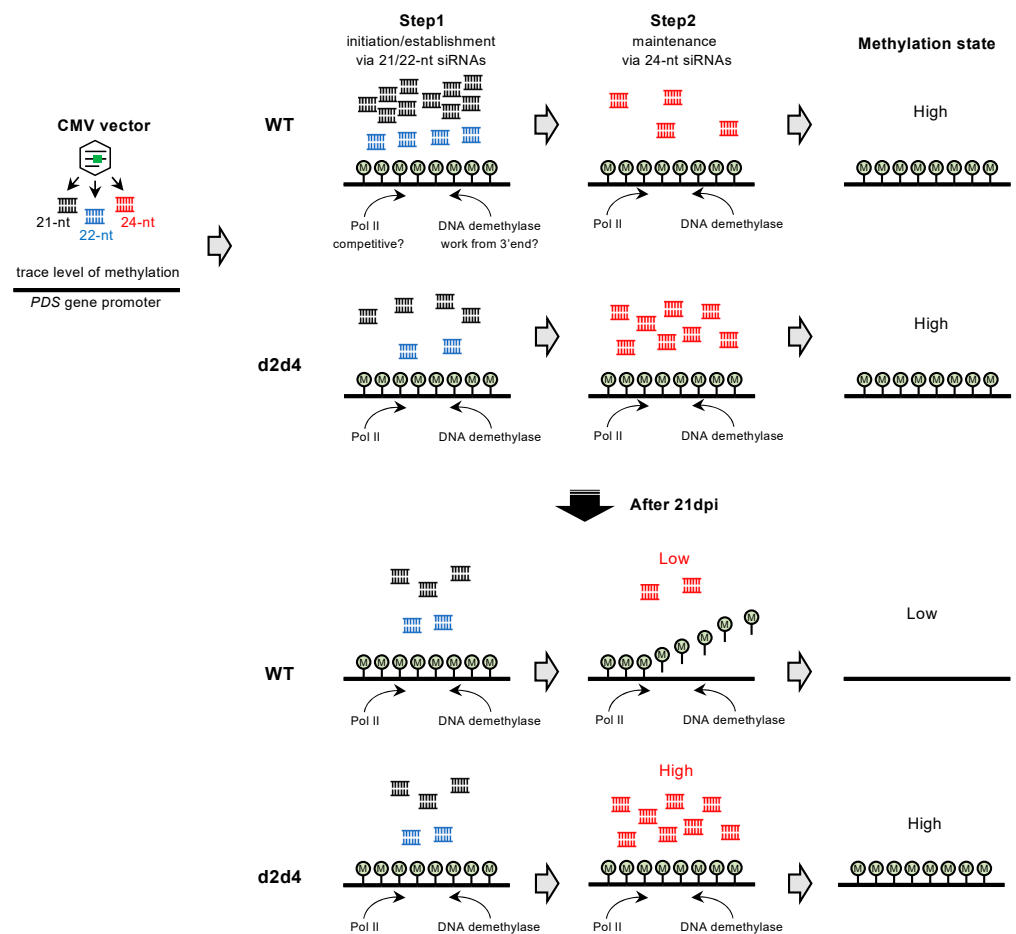 Step1
initiation/establishment
via 21/22-nt siRNAs
Step2
maintenance
via 24-nt siRNAs
Methylation state
CMV vector
21-nt
22-nt
24-nt
trace level of methylation
PDS gene promoter
WT
M M M M M M M M
Pol II
competitive?
DNA demethylase
work from 3'end?
M M M M M M M M
Pol II
DNA demethylase
High
M M M M M M M M
d2d4
M M M M M M M M
Pol II
DNA demethylase
M M M M M M M M
Pol II
DNA demethylase
High
M M M M M M M M
After 21dpi
WT
M M M M M M M M
Pol II
DNA demethylase
Low
M M M M M M M M
Pol II
DNA demethylase
Low
d2d4
M M M M M M M M
Pol II
DNA demethylase
High
M M M M M M M M
Pol II
DNA demethylase
High
M M M M M M M M